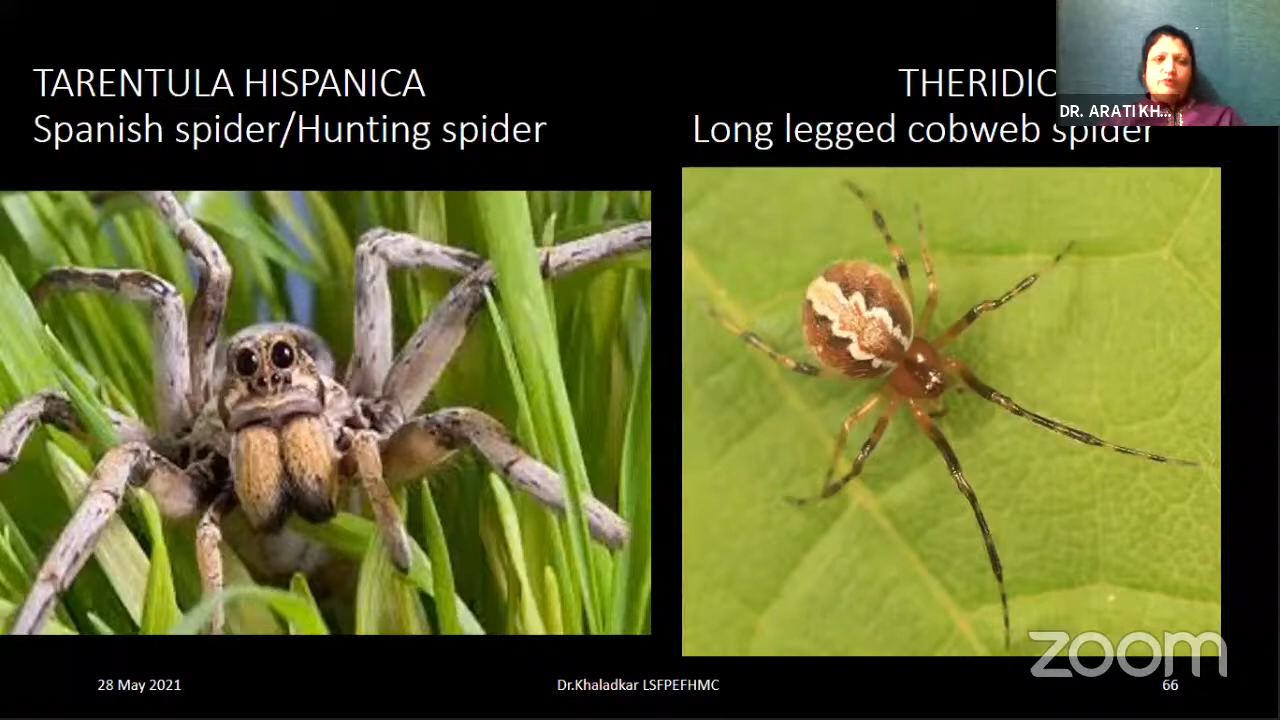 TARENTULA HISPANICA
Spanish spider/Hunting spider
THERIDIO
Long legged cobweb spider
DR. ARATI KH...
zoom
28 May 2021
Dr.Khaladkar LSFPEFHMC
66